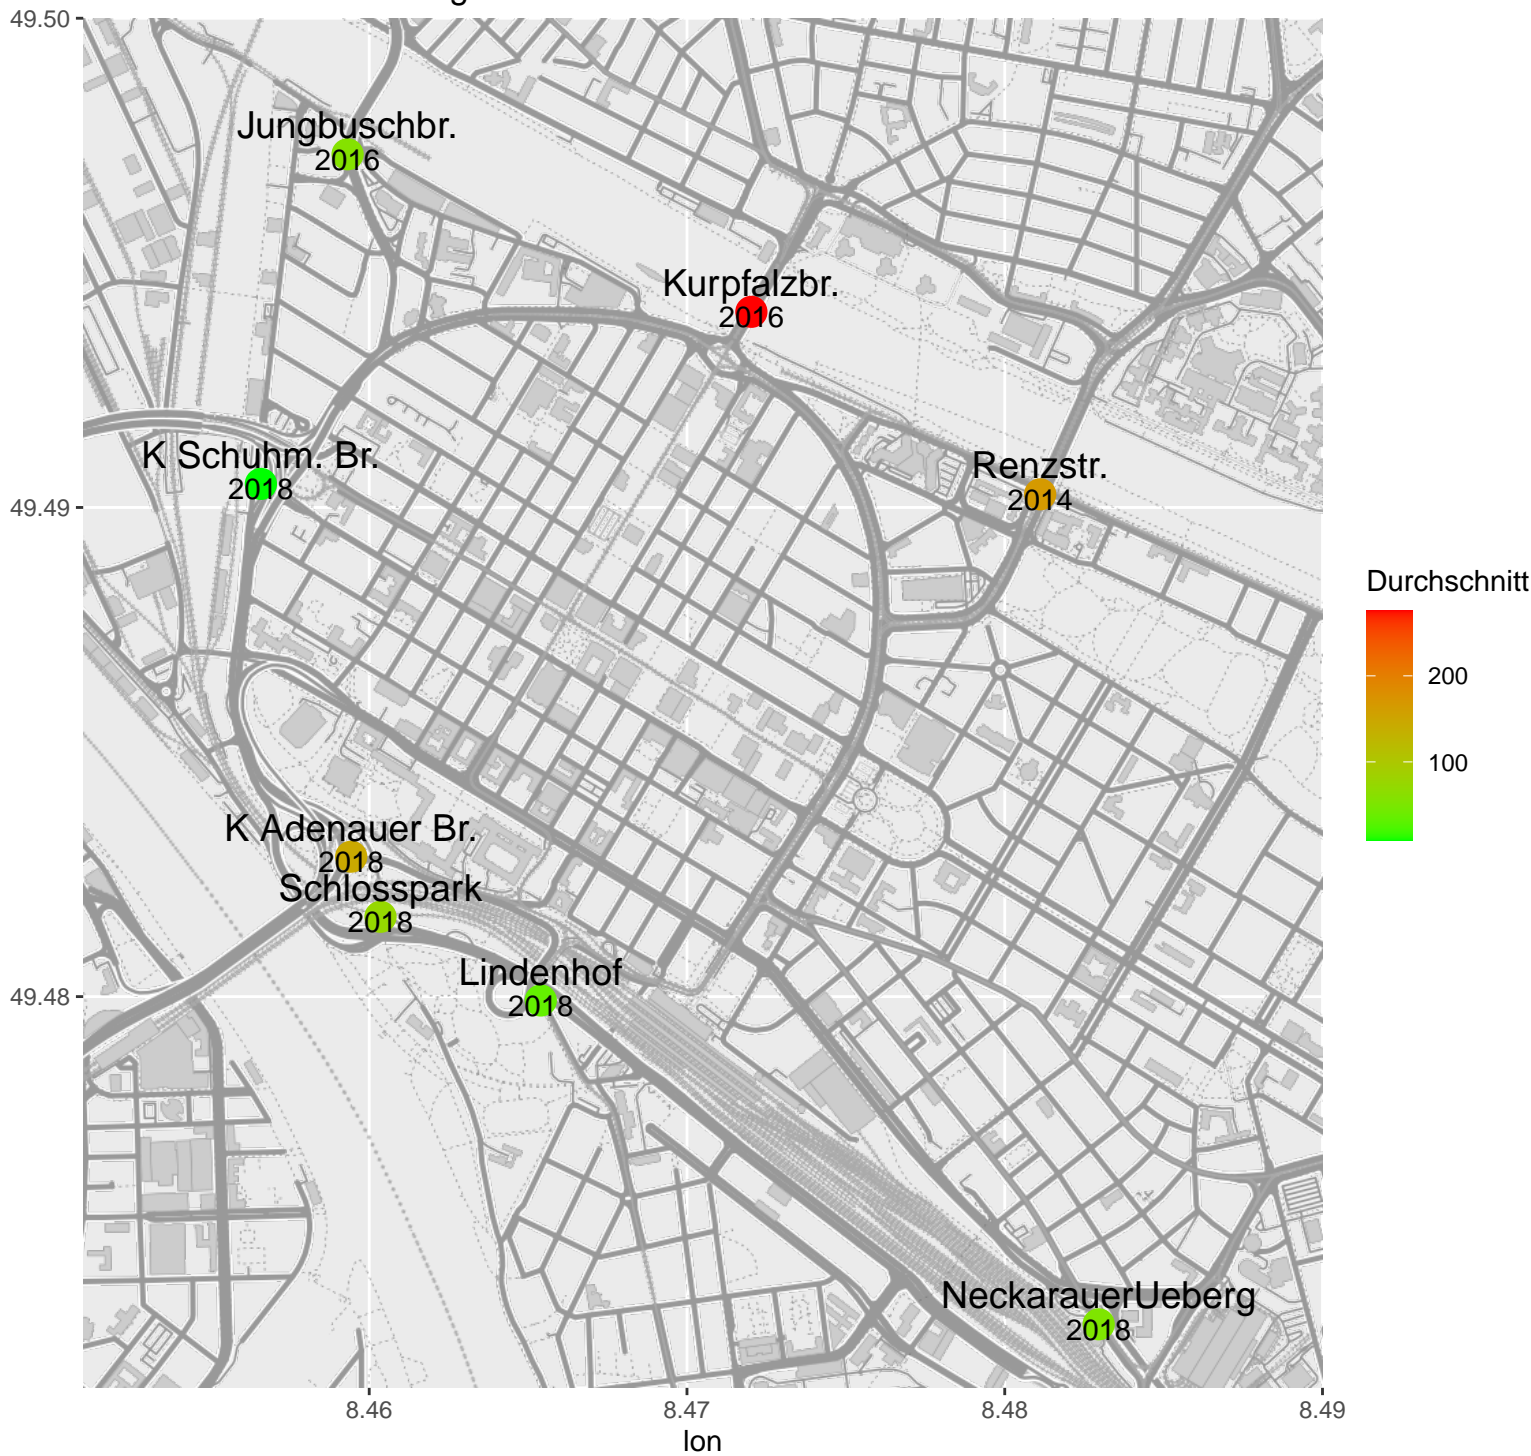 49.50
Jungbuschbr.
2016
Kurpfalzbr.
2016
K Schuhm. Br.
2018
Renzstr.
2014
49.49
Durchschnitt
200
100
K Adenauer Br.
2018
Schlosspark
2018
Lindenhof
2018
49.48
NeckarauerUeberg
2018
8.46
8.47
8.48
8.49
lon